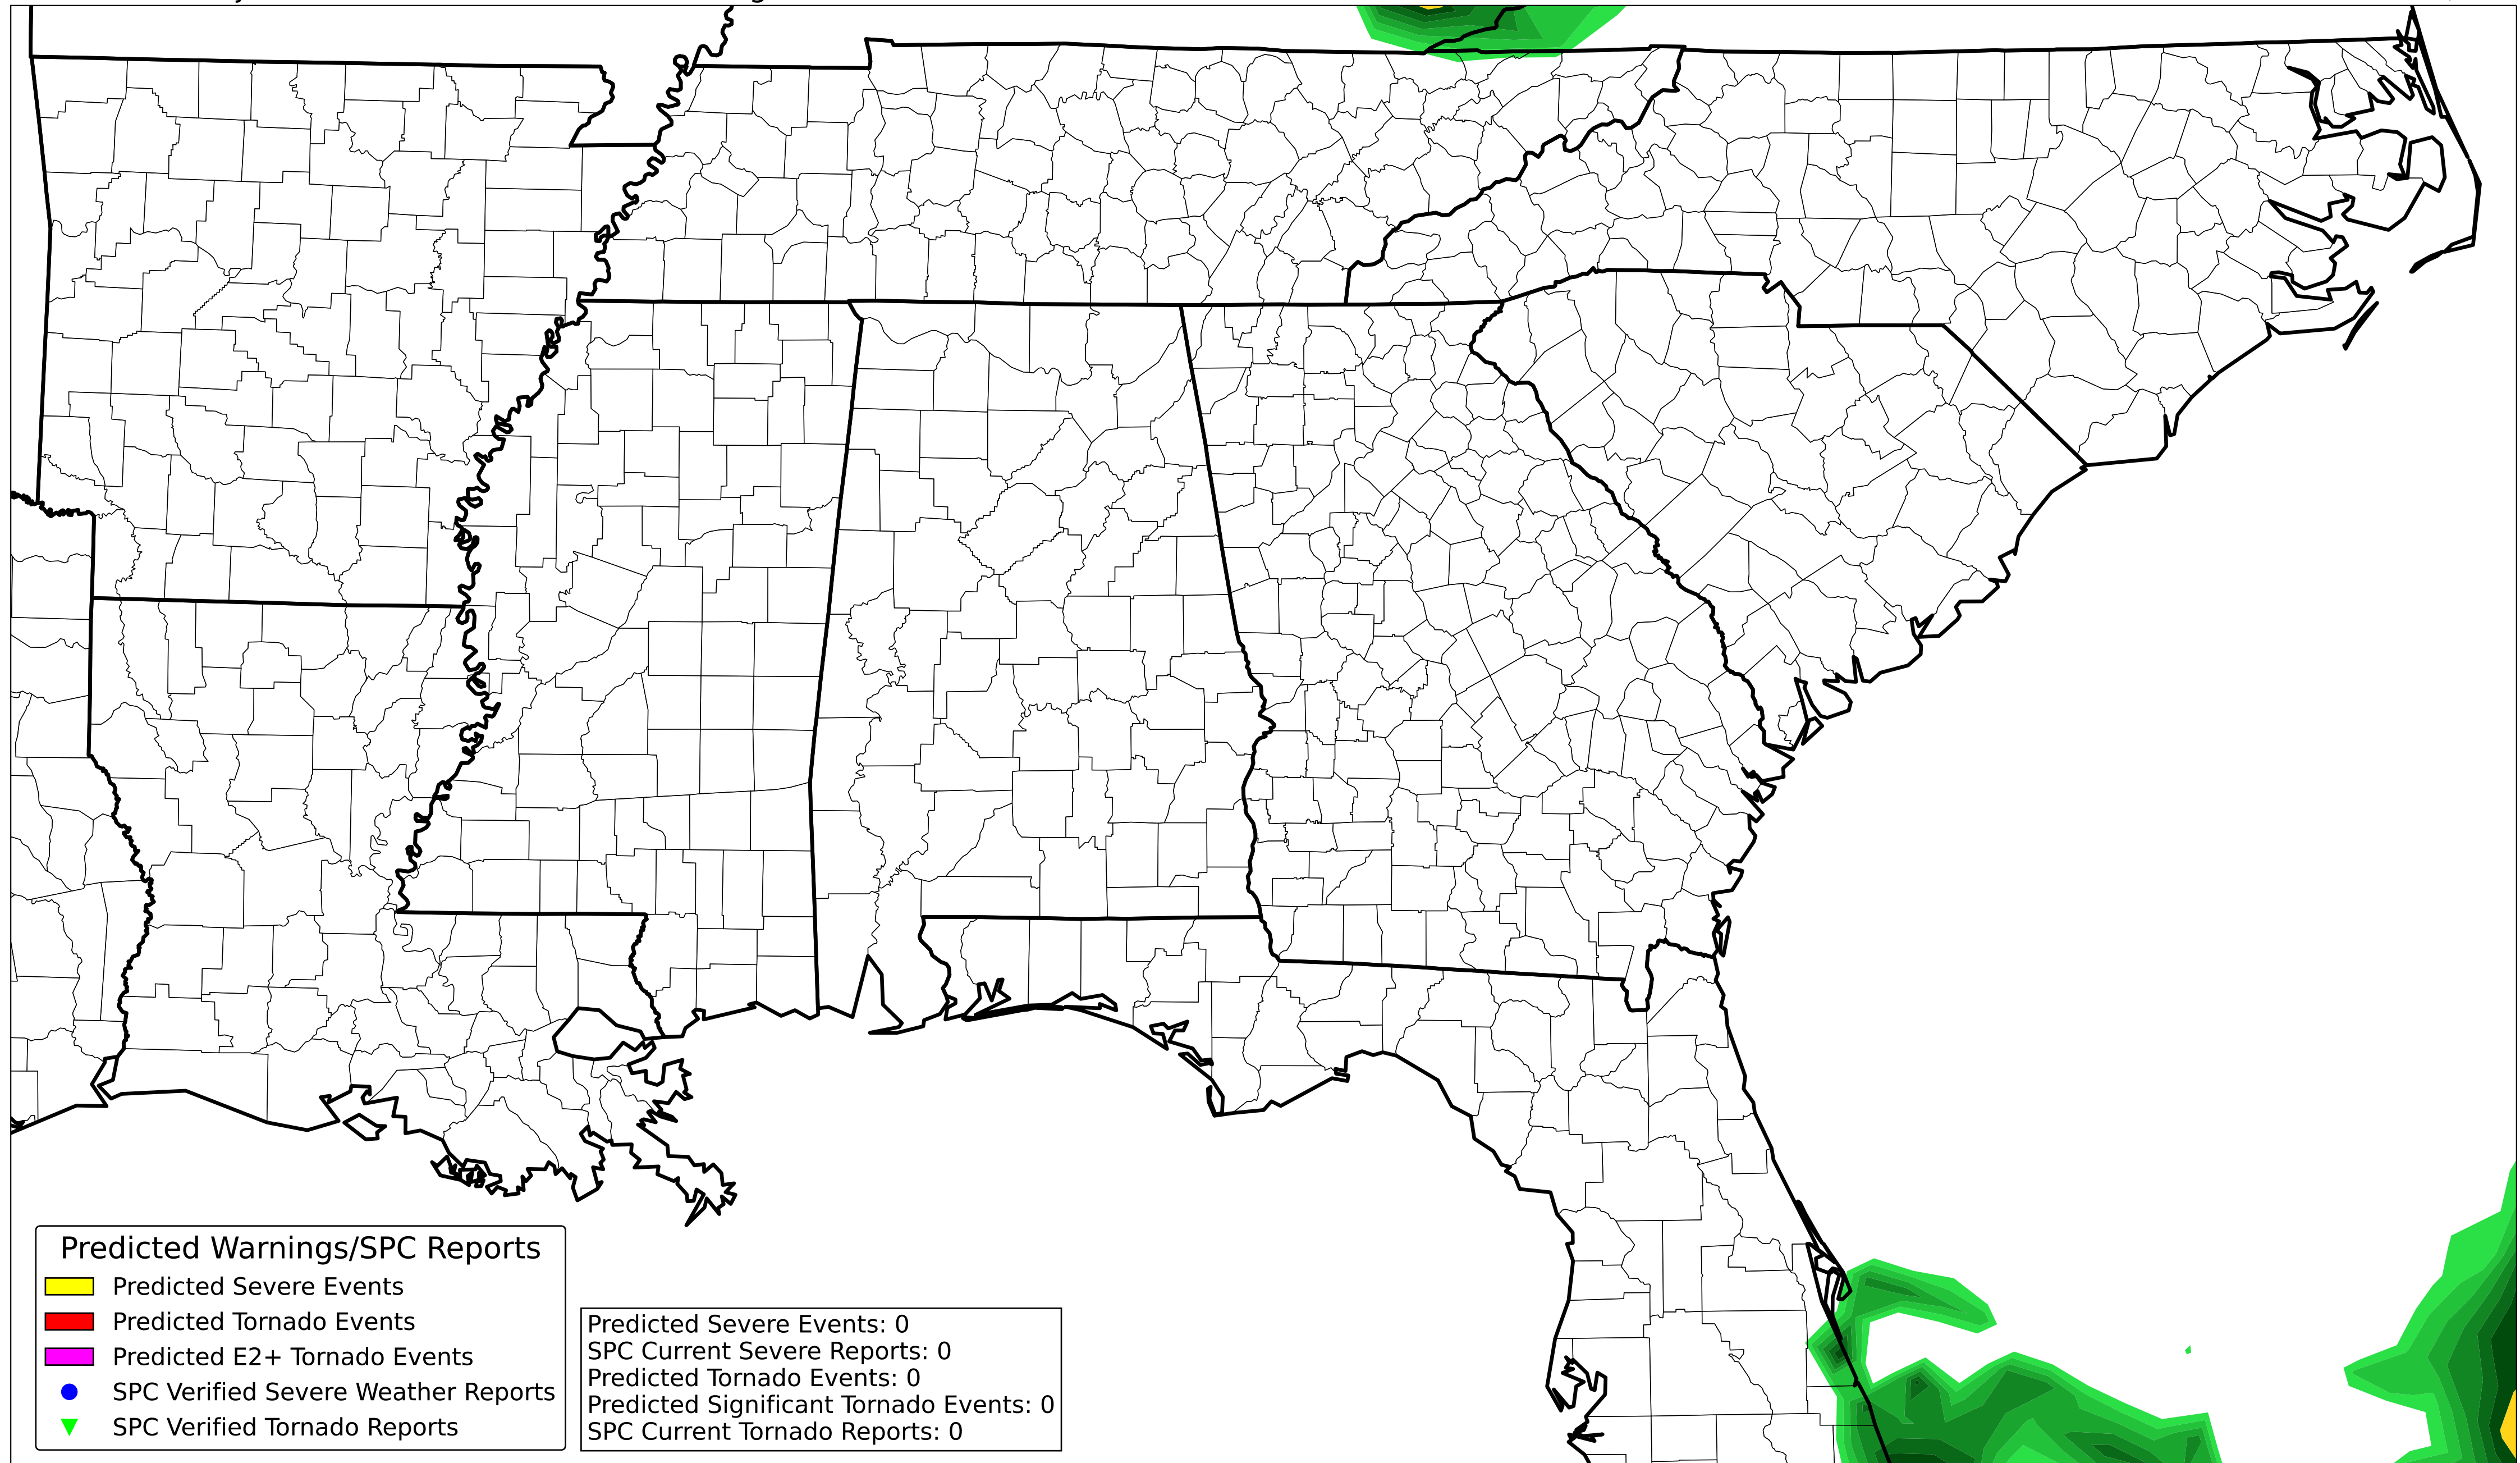 Predicted Warnings/SPC Reports
Predicted Severe Events
Predicted Tornado Events
Predicted E2+ Tornado Events
SPC Verified Severe Weather Reports
SPC Verified Tornado Reports
Predicted Severe Events: 0
SPC Current Severe Reports: 0
Predicted Tornado Events: 0
Predicted Significant Tornado Events: 0
SPC Current Tornado Reports: 0